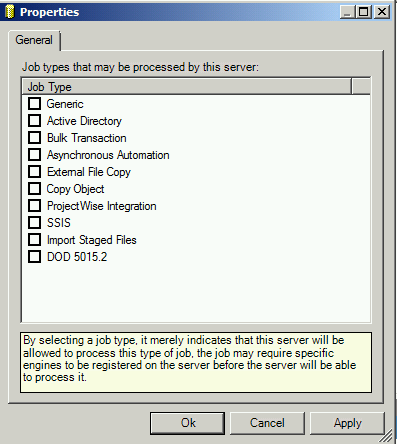 Properties
General
Job types that may be processed by this server:
Job Type
Generic
Active Directory
Bulk Transaction
Asynchronous Automation
External File Copy
Copy Object
ProjectWise Integration
SSIS
Import Staged Files
DOD 5015.2
By selecting a job type, it merely indicates that this server will be
allowed to process this type of job, the job may require specific
engines to be registered on the server before the server will be able
to process it.
Ok Cancel Apply